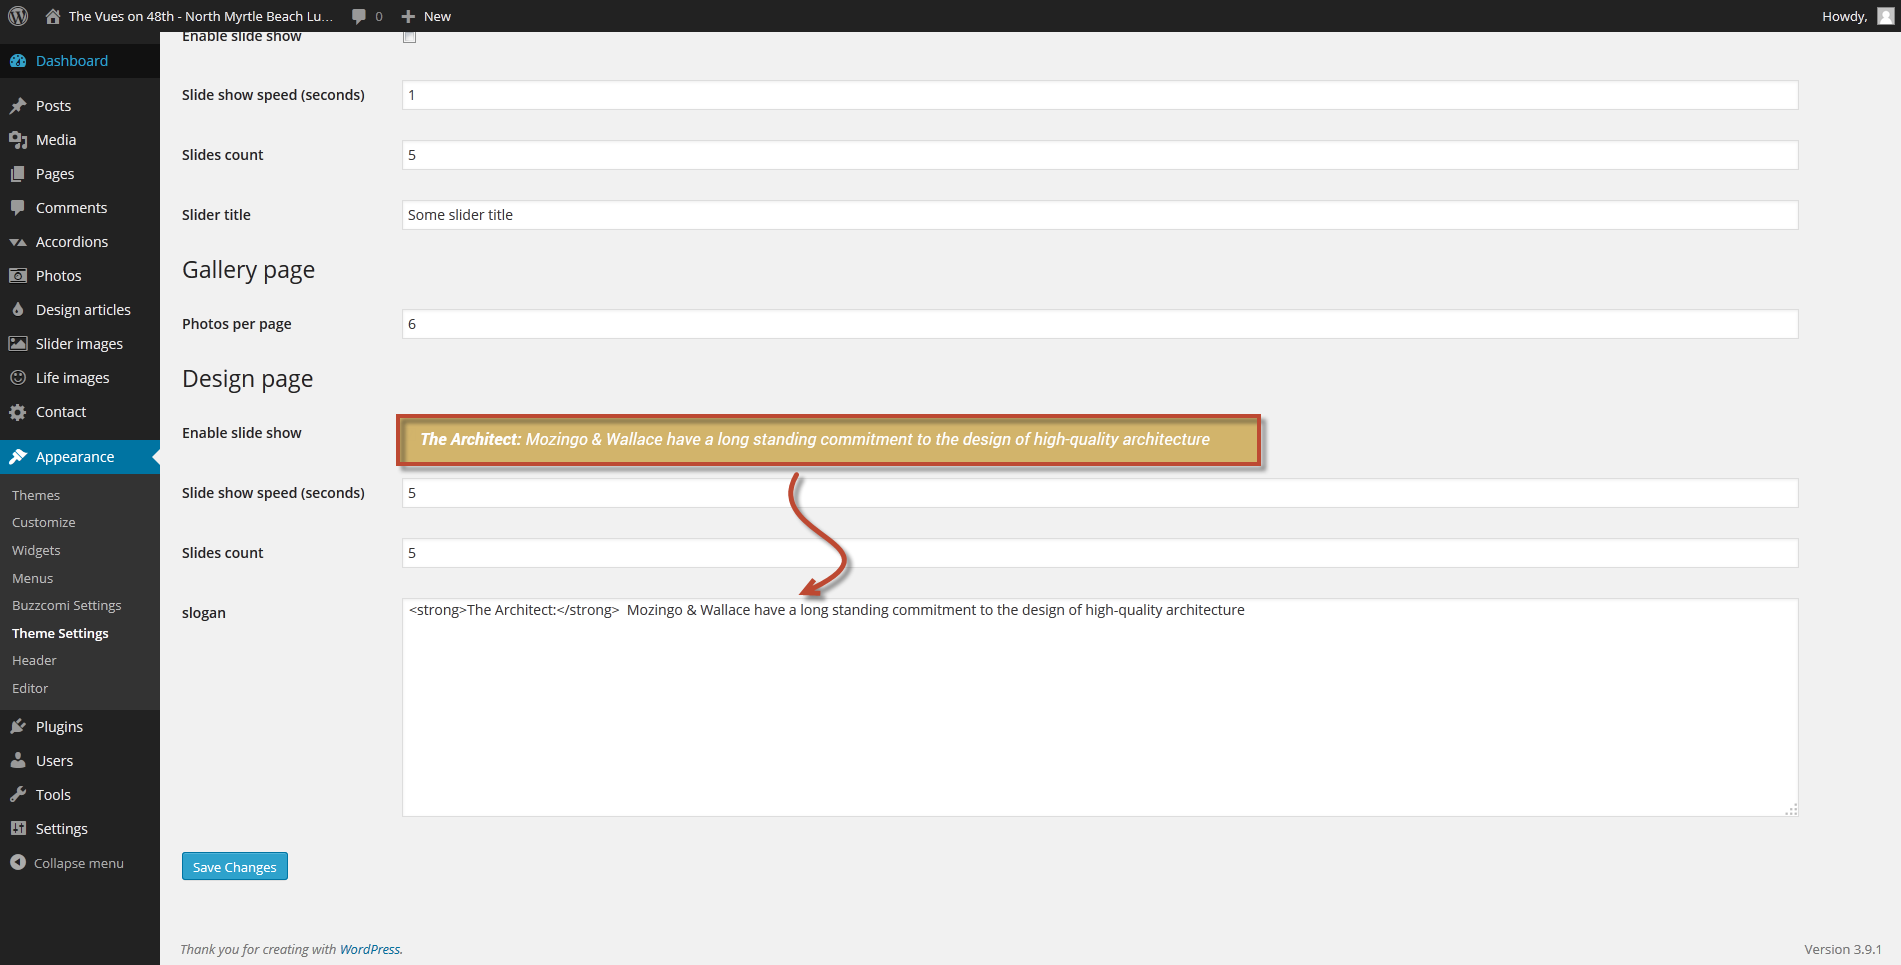 The Vues on 48th - North Myrtle Beach Lu... 0 New Howdy,
Dashboard
Posts
Media
Pages
Comments
Accordions
Photos
Design articles
Slider images
Life images
Contact
Appearance
Themes
Customize
Widgets
Menus
Buzzcomi Settings
Theme Settings
Header
Editor
Plugins
Users
Tools
Settings
Collapse menu
Enable slide show
Slide show speed (seconds) 1
Slides count 5
Slider title Some slider title
Gallery page
Photos per page 6
Design page
Enable slide show
The Architect: Mozingo & Wallace have a long standing commitment to the design of high-quality architecture
Slide show speed (seconds) 5
Slides count 5
slogan <strong>The Architect:</strong>  Mozingo & Wallace have a long standing commitment to the design of high-quality architecture
Save Changes
Thank you for creating with WordPress. Version 3.9.1